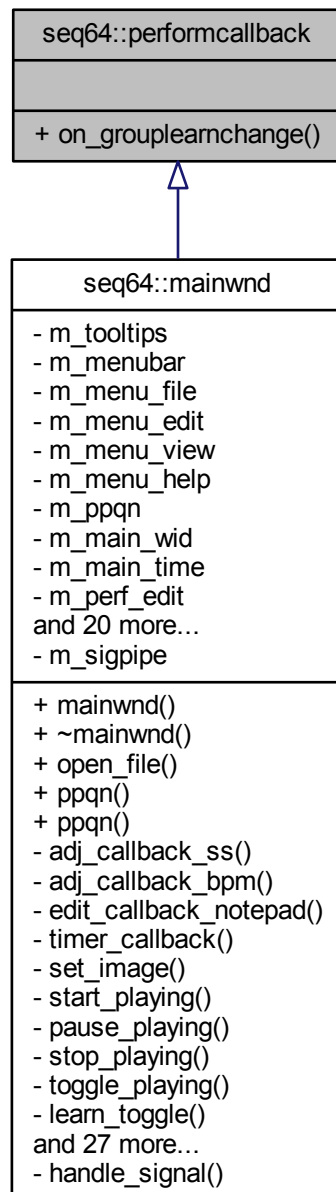 seq64::performcallback
+ on_grouplearnchange()
seq64::mainwnd
- m_tooltips
- m_menubar
- m_menu_file
- m_menu_edit
- m_menu_view
- m_menu_help
- m_ppqn
- m_main_wid
- m_main_time
- m_perf_edit
and 20 more...
- m_sigpipe
+ mainwnd()
+ ~mainwnd()
+ open_file()
+ ppqn()
+ ppqn()
- adj_callback_ss()
- adj_callback_bpm()
- edit_callback_notepad()
- timer_callback()
- set_image()
- start_playing()
- pause_playing()
- stop_playing()
- toggle_playing()
- learn_toggle()
and 27 more...
- handle_signal()